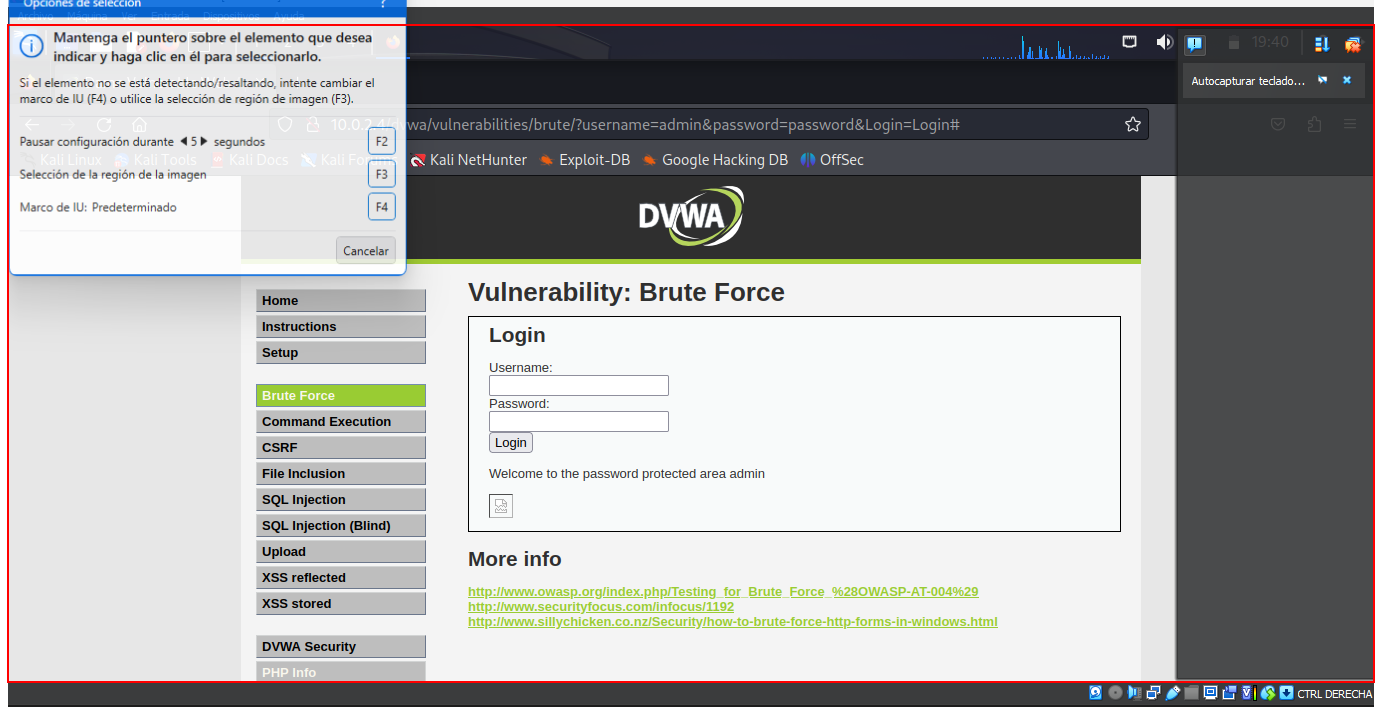 Opciones de selección ?
Archivo Máquina Ver Entrada Dispositivos Ayuda
Mantenga el puntero sobre el elemento que desea
indicar y haga clic en él para seleccionarlo.
Si el elemento no se está detectando/resaltando, intente cambiar el
marco de IU (F4) o utilice la selección de región de imagen (F3).
Pausar configuración durante 5 segundos F2
Selección de la región de la imagen F3
Marco de IU: Predeterminado F4
Cancelar
19:40
Autocapturar teclado...
10.0.2.4/dvwa/vulnerabilities/brute/?username=admin&password=password&Login=Login#
Kali Linux Kali Tools Kali Docs Kali Forums Kali NetHunter Exploit-DB Google Hacking DB OffSec
DVWA
Home
Instructions
Setup
Brute Force
Command Execution
CSRF
File Inclusion
SQL Injection
SQL Injection (Blind)
Upload
XSS reflected
XSS stored
DVWA Security
PHP Info
Vulnerability: Brute Force
Login
Username:
Password:
Login
Welcome to the password protected area admin
More info
http://www.owasp.org/index.php/Testing_for_Brute_Force_%28OWASP-AT-004%29
http://www.securityfocus.com/infocus/1192
http://www.sillychicken.co.nz/Security/how-to-brute-force-http-forms-in-windows.html
CTRL DERECHA